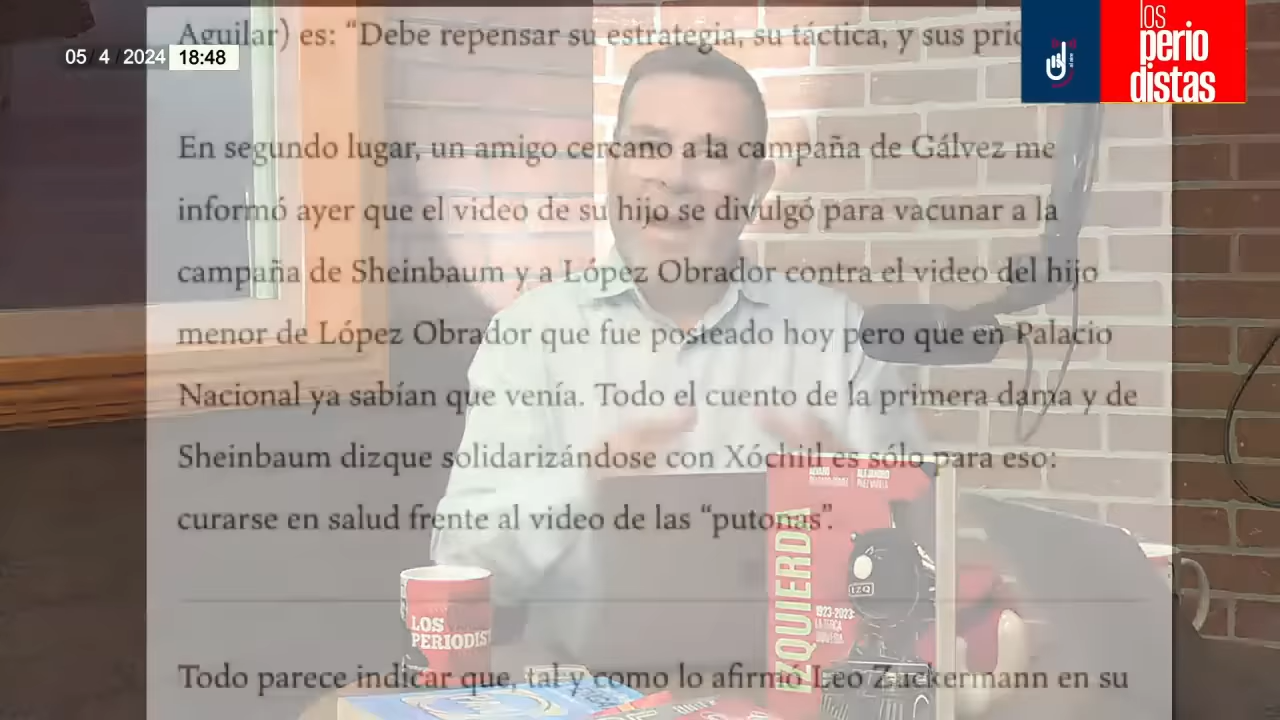 Aguilar) es: “Debe repensar su estrategia, su táctica, y sus
05 / 4 / 2024 18:48
los
perio
distas
En segundo lugar, un amigo cercano a la campaña de Gálvez me
informó ayer que el video de su hijo se divulgó para vacunar a la
campaña de Sheinbaum y a López Obrador contra el video del hijo
menor de López Obrador que fue posteado hoy pero que en Palacio
Nacional ya sabían que venía. Todo el cuento de la primera dama y de
Sheinbaum dizque solidarizándose con Xóchitl es sólo para eso:
curarse en salud frente al video de las “putonas”.
ALEJANDRO
PÁEZ VARELA
IZQUIERDA
IZQ
1923-2023:
LOS
PERIODIS
Todo parece indicar que, tal y como lo afirmó Leo Zuckermann en su